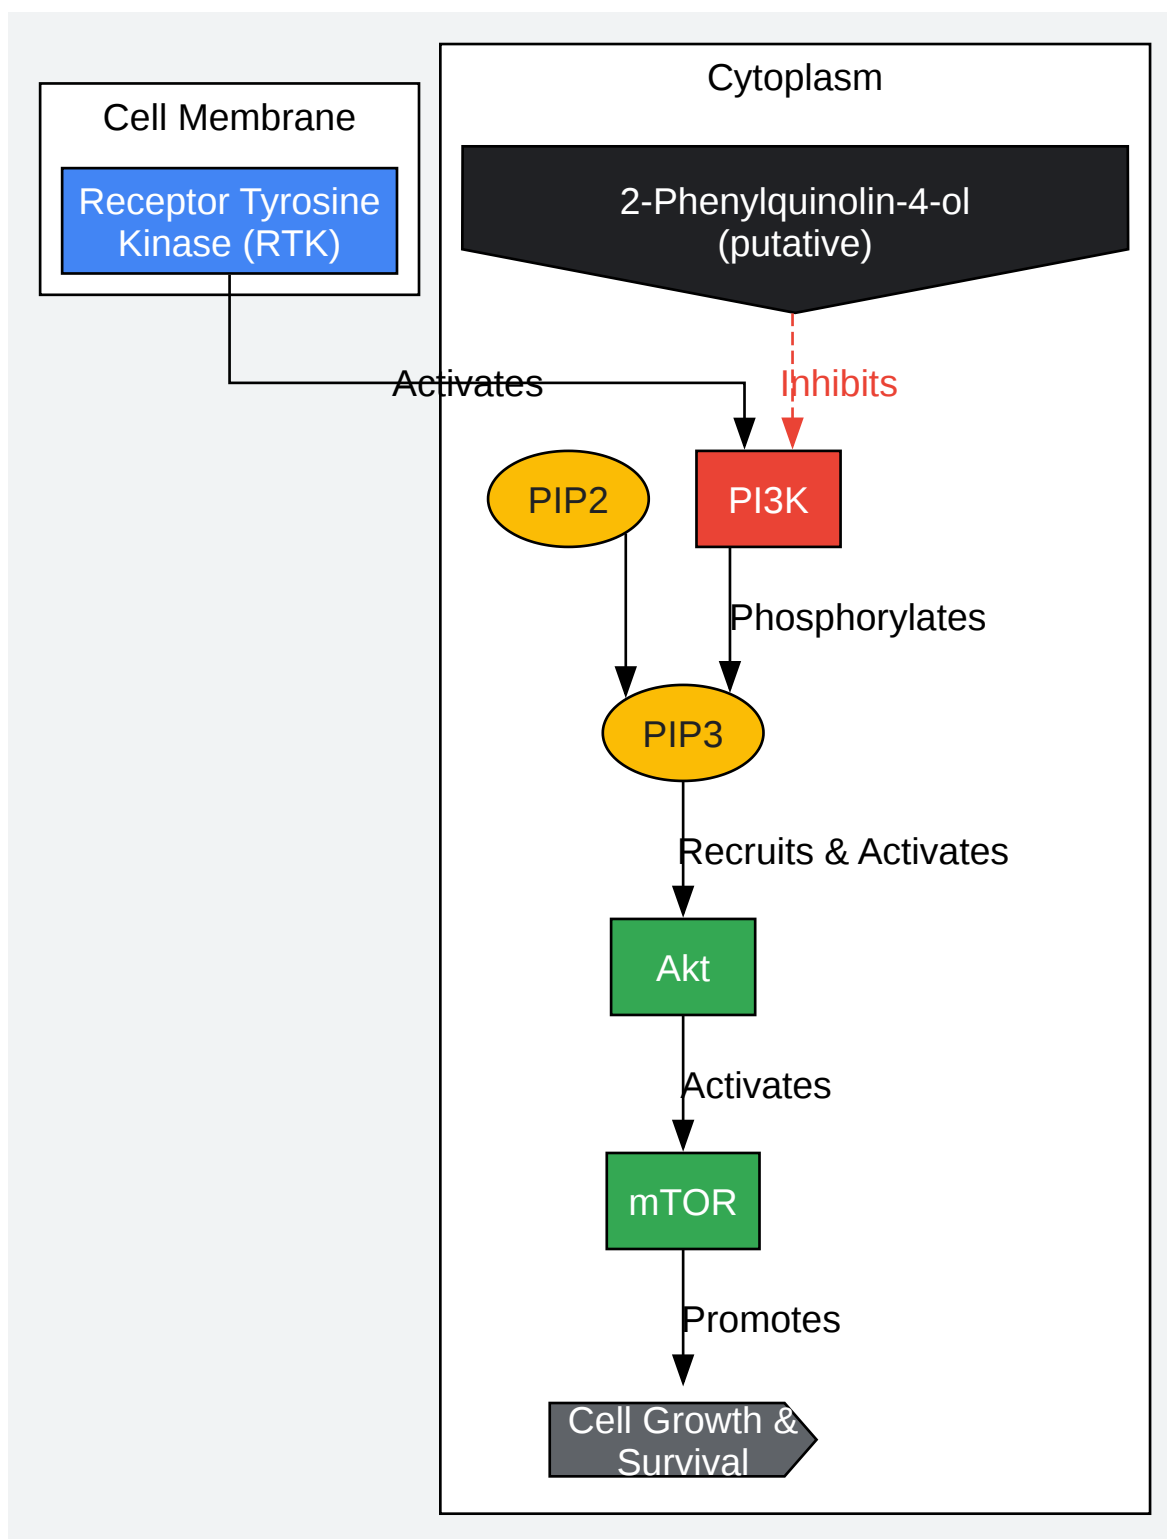 Cytoplasm
Cell Membrane
Receptor Tyrosine
Kinase (RTK)
2-Phenylquinolin-4-ol
(putative)
Activates
Inhibits
PIP2
PI3K
Phosphorylates
PIP3
Recruits & Activates
Akt
Activates
mTOR
Promotes
Cell Growth &
Survival